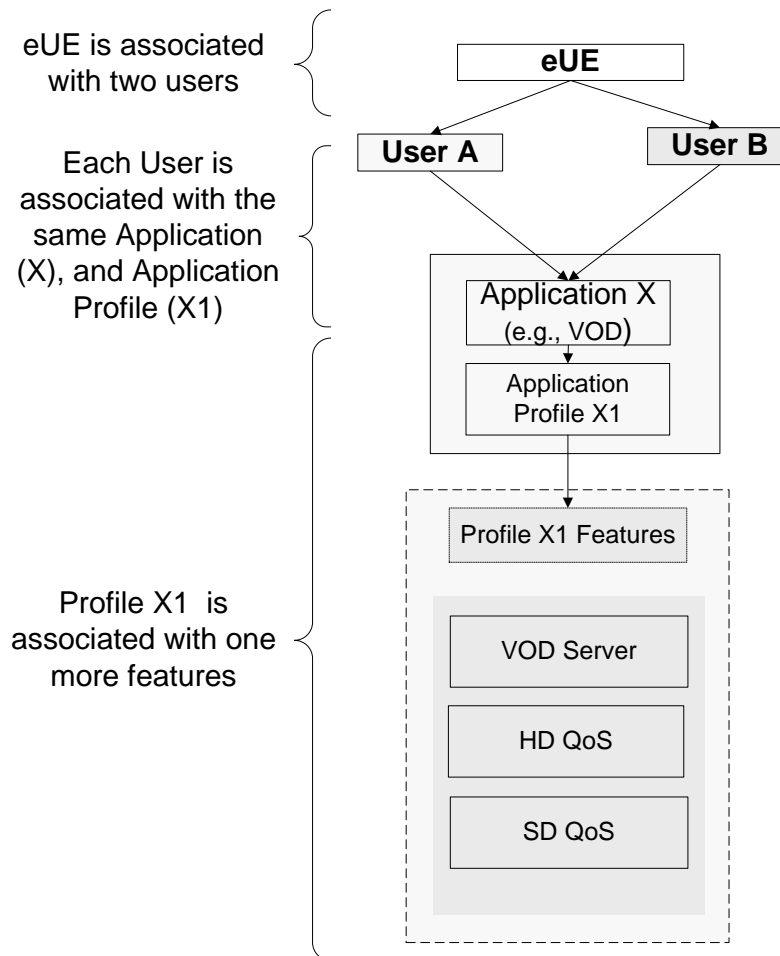 eUE is associated
with two users
eUE
User A
User B
Each User is
associated with the
same Application
(X), and Application
Profile (X1)
Application X
(e.g., VOD)
Application
Profile X1
Profile X1 Features
Profile X1 is
associated with one
more features
VOD Server
HD QoS
SD QoS